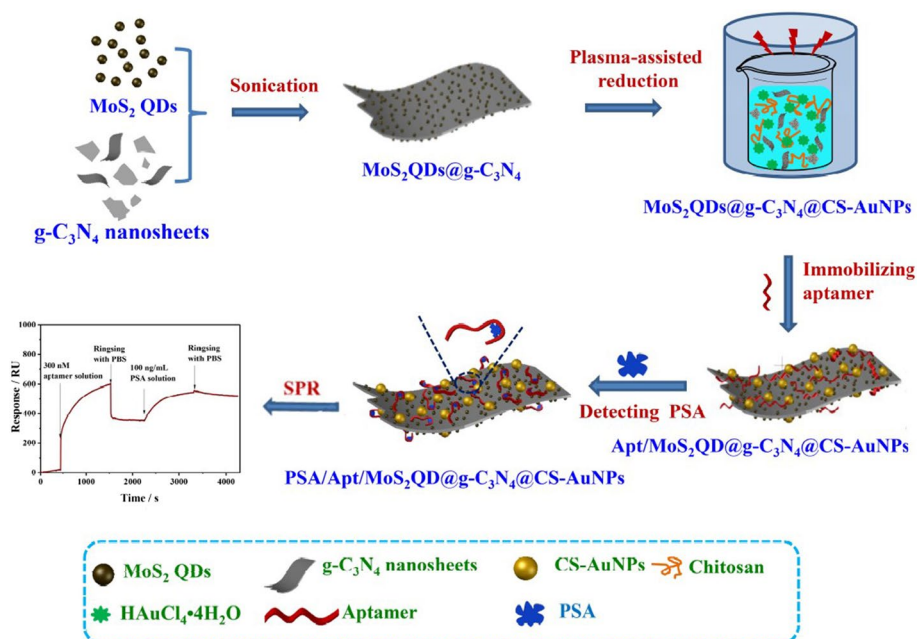 MoS₂ QDs
g-C₃N₄ nanosheets
Sonication
MoS₂QDs@g-C₃N₄
Plasma-assisted
reduction
MoS₂QDs@g-C₃N₄@CS-AuNPs
Immobilizing
aptamer
Apt/MoS₂QD@g-C₃N₄@CS-AuNPs
Detecting PSA
PSA/Apt/MoS₂QD@g-C₃N₄@CS-AuNPs
SPR
Response / RU
1000
800
600
400
200
0
300 nM
aptamer solution
Ringsing
with PBS
100 ng/mL
PSA solution
Ringsing
with PBS
0 1000 2000 3000 4000
Time / s
MoS₂ QDs
g-C₃N₄ nanosheets
CS-AuNPs
Chitosan
HAuCl₄•4H₂O
Aptamer
PSA